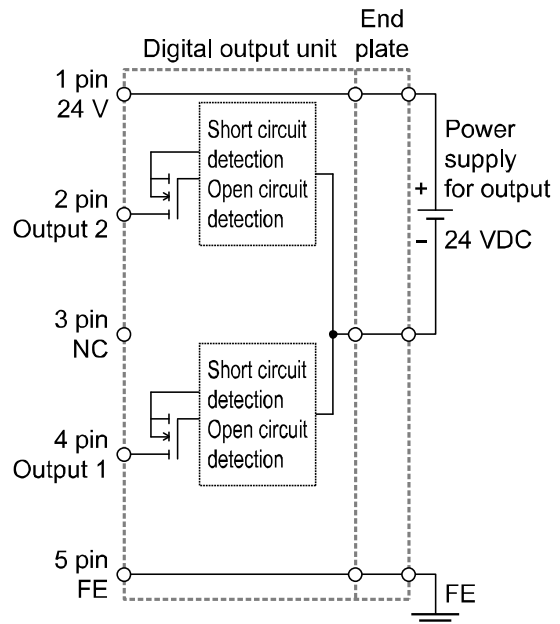 End
Digital output unit plate
1 pin
24 V
Short circuit
detection
Open circuit
detection
Power
supply
+ for output
2 pin
Output 2
– 24 VDC
3 pin
NC
Short circuit
detection
Open circuit
detection
4 pin
Output 1
5 pin
FE
FE